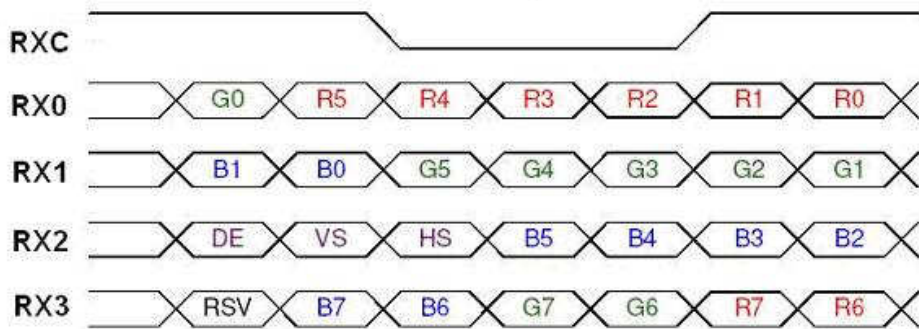 RXC
RX0 G0 R5 R4 R3 R2 R1 R0
RX1 B1 B0 G5 G4 G3 G2 G1
RX2 DE VS HS B5 B4 B3 B2
RX3 RSV B7 B6 G7 G6 R7 R6